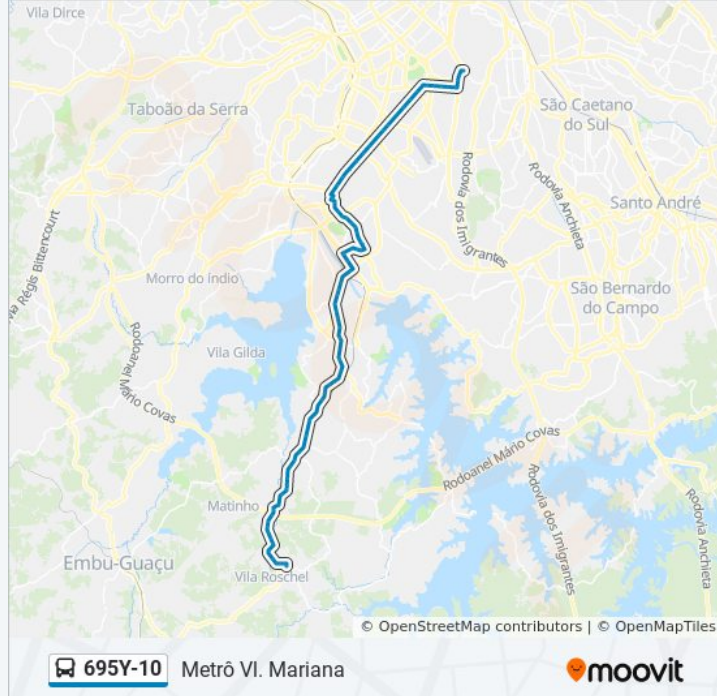 Vila Dirce
Taboão da Serra
São Caetano
do Sul
Rodovia dos Imigrantes
Rodovia Anchieta
Santo André
Régis Bittencourt
Morro do Índio
São Bernardo
do Campo
Rodoanel Mário Covas
Vila Gilda
Rodoanel Mário Covas
Matinho
Rodovia dos Imigrantes
Rodovia Anchieta
Embu-Guaçu
Vila Roschel
© OpenStreetMap contributors | © OpenMapTiles
695Y-10 Metrô Vl. Mariana
moovit